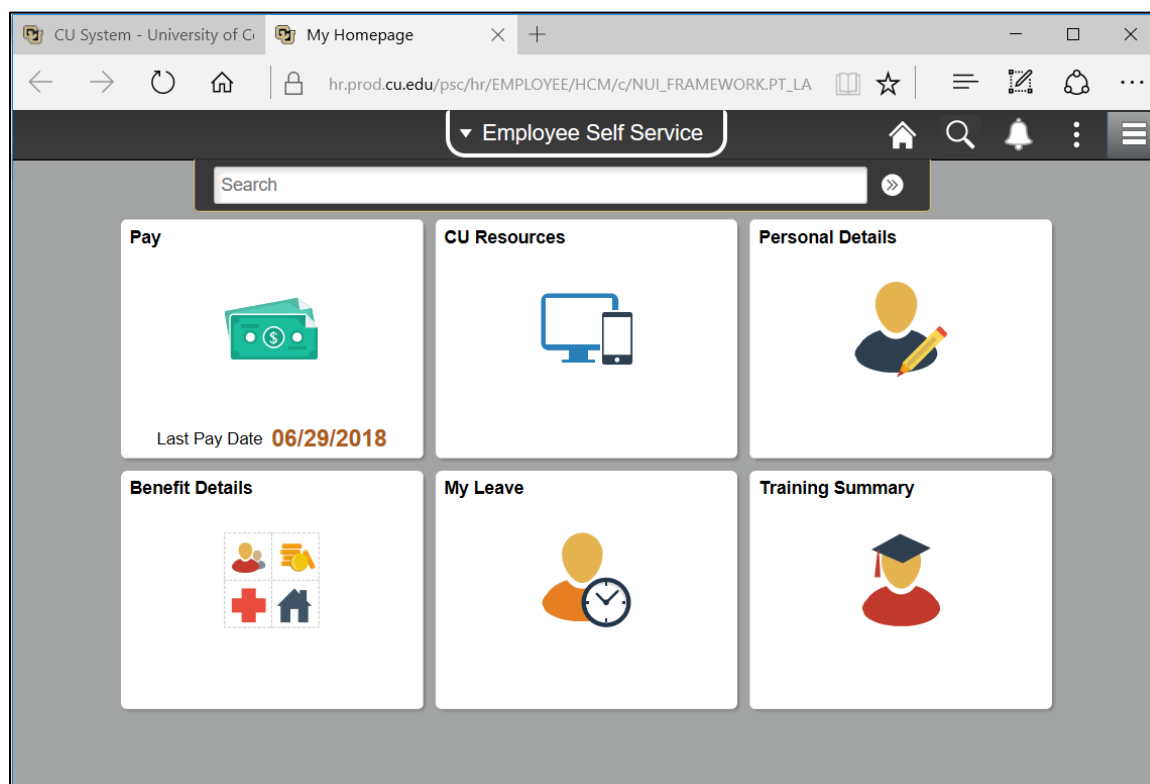 CU System - University of Co
My Homepage
hr.prod.cu.edu/psc/hr/EMPLOYEE/HCM/c/NUI_FRAMEWORK.PT_LA
Employee Self Service
Search
Pay
CU Resources
Personal Details
$
Last Pay Date 06/29/2018
Benefit Details
My Leave
Training Summary